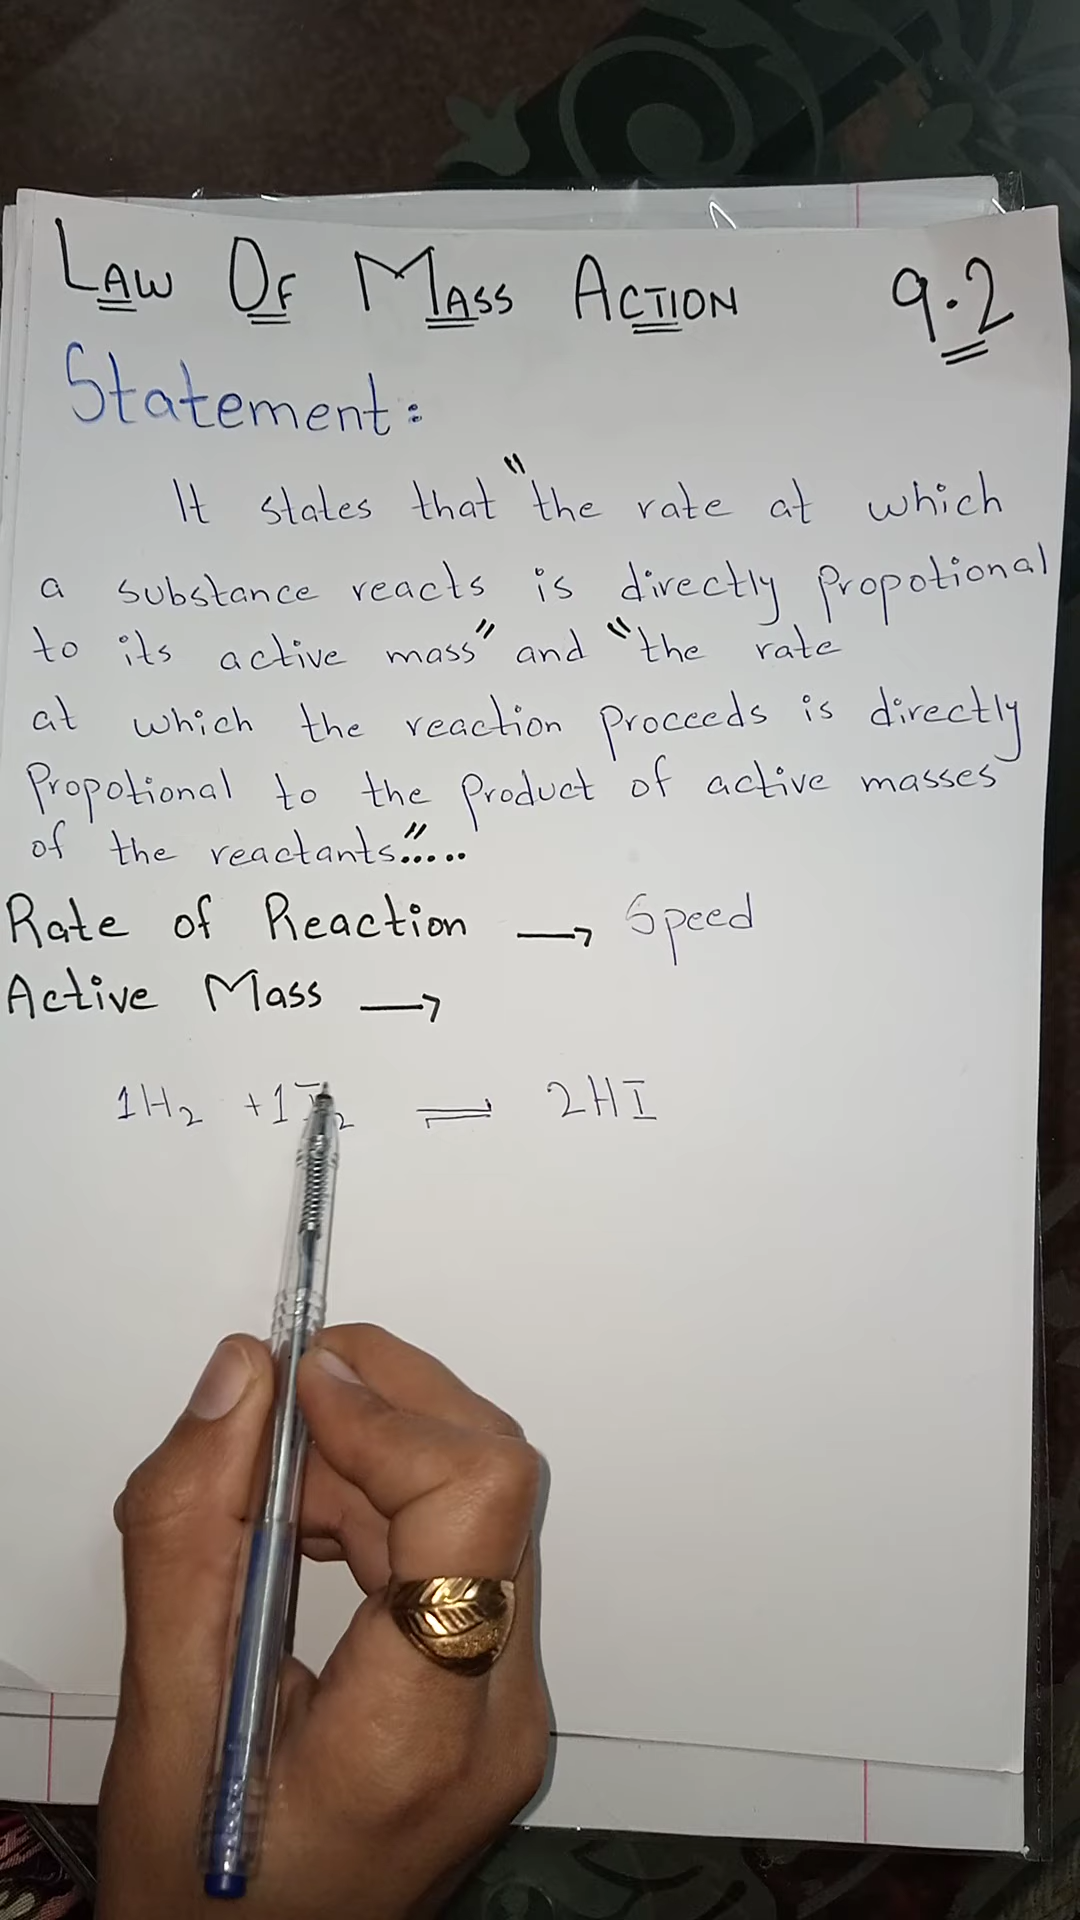 LAW OF MASS ACTION 9.2
Statement:
It states that "the rate at which
a substance reacts is directly Propotional
to its active mass" and "the rate
at which the reaction proceeds is directly
Propotional to the product of active masses
of the reactants".....
Rate of Reaction → Speed
Active Mass →
1H₂ + 1I₂ ⇌ 2HI